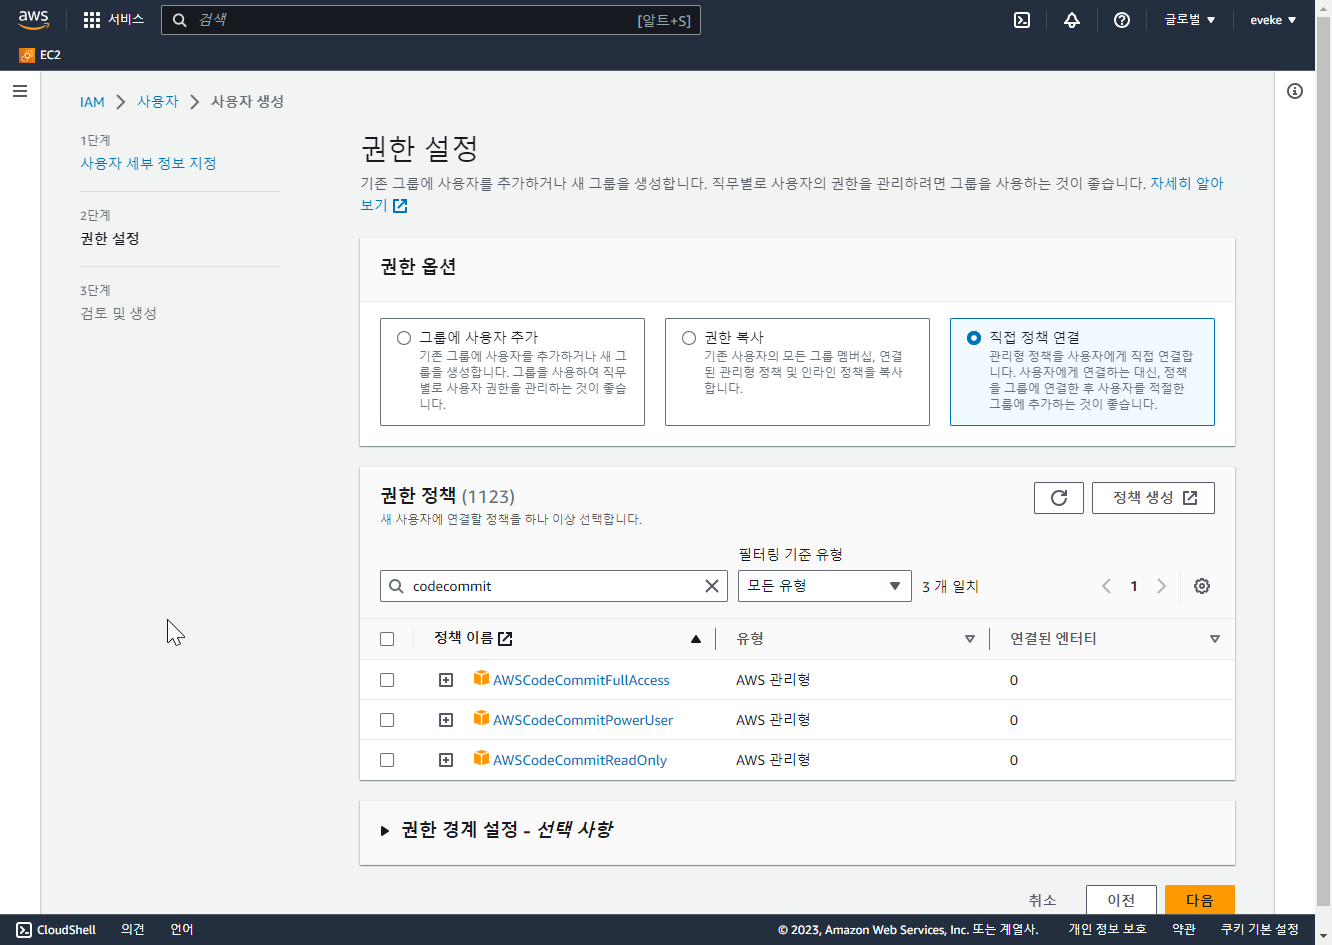 aws
서비스
검색
[알트+S]
글로벌
eveke
EC2
IAM
사용자
사용자 생성
1단계
사용자 세부 정보 지정
2단계
권한 설정
3단계
검토 및 생성
권한 설정
기존 그룹에 사용자를 추가하거나 새 그룹을 생성합니다. 직무별로 사용자의 권한을 관리하려면 그룹을 사용하는 것이 좋습니다. 자세히 알아
보기
권한 옵션
그룹에 사용자 추가
기존 그룹에 사용자를 추가하거나 새 그
룹을 생성합니다. 그룹을 사용하여 직무
별로 사용자 권한을 관리하는 것이 좋습
니다.
권한 복사
기존 사용자의 모든 그룹 멤버십, 연결
된 관리형 정책 및 인라인 정책을 복사
합니다.
직접 정책 연결
관리형 정책을 사용자에게 직접 연결합
니다. 사용자에게 연결하는 대신, 정책
을 그룹에 연결한 후 사용자를 적절한
그룹에 추가하는 것이 좋습니다.
권한 정책 (1123)
새 사용자에 연결할 정책을 하나 이상 선택합니다.
정책 생성
필터링 기준 유형
codecommit
모든 유형
3 개 일치
1
정책 이름
유형
연결된 엔터티
AWSCodeCommitFullAccess
AWS 관리형
0
AWSCodeCommitPowerUser
AWS 관리형
0
AWSCodeCommitReadOnly
AWS 관리형
0
권한 경계 설정 - 선택 사항
취소
이전
다음
CloudShell
의견
언어
© 2023, Amazon Web Services, Inc. 또는 계열사.
개인 정보 보호
약관
쿠키 기본 설정